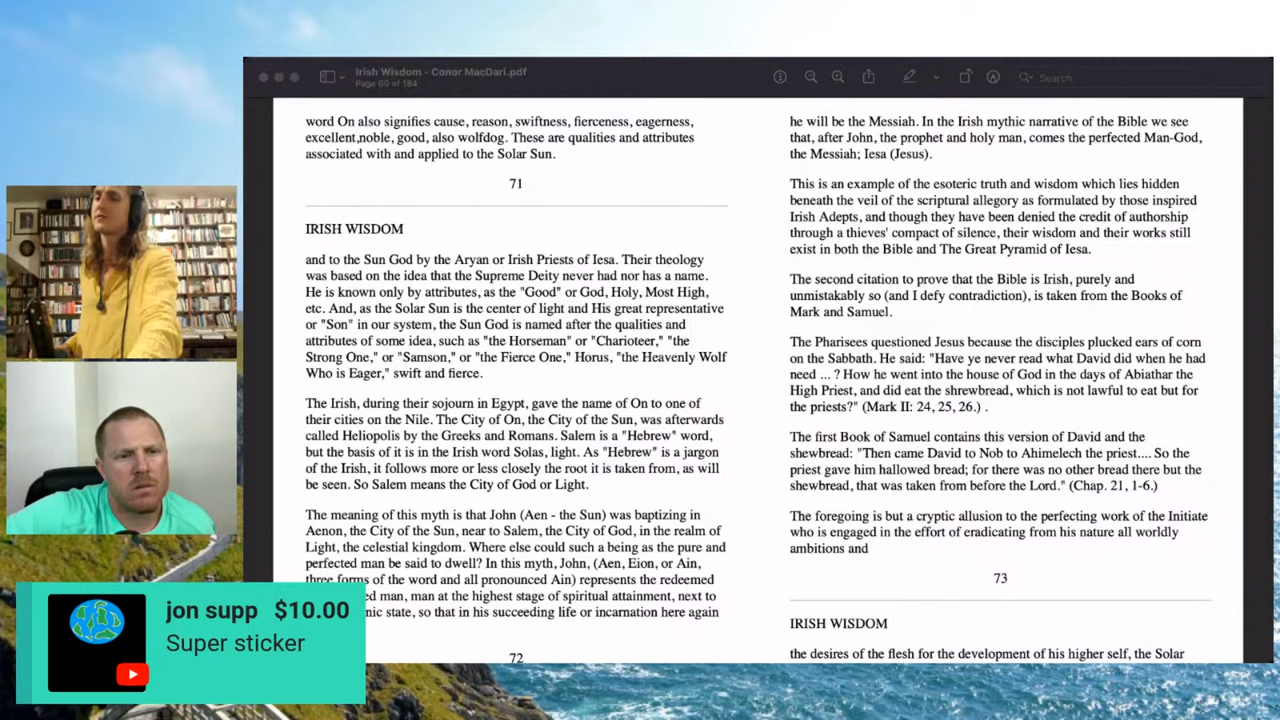 Irish Wisdom - Conor MacDari.pdf
Page 60 of 184
Search
word On also signifies cause, reason, swiftness, fierceness, eagerness,
excellent,noble, good, also wolfdog. These are qualities and attributes
associated with and applied to the Solar Sun.
71
IRISH WISDOM
and to the Sun God by the Aryan or Irish Priests of Iesa. Their theology
was based on the idea that the Supreme Deity never had nor has a name.
He is known only by attributes, as the "Good" or God, Holy, Most High,
etc. And, as the Solar Sun is the center of light and His great representative
or "Son" in our system, the Sun God is named after the qualities and
attributes of some idea, such as "the Horseman" or "Charioteer," "the
Strong One," or "Samson," or "the Fierce One," Horus, "the Heavenly Wolf
Who is Eager," swift and fierce.
The Irish, during their sojourn in Egypt, gave the name of On to one of
their cities on the Nile. The City of On, the City of the Sun, was afterwards
called Heliopolis by the Greeks and Romans. Salem is a "Hebrew" word,
but the basis of it is in the Irish word Solas, light. As "Hebrew" is a jargon
of the Irish, it follows more or less closely the root it is taken from, as will
be seen. So Salem means the City of God or Light.
The meaning of this myth is that John (Aen - the Sun) was baptizing in
Aenon, the City of the Sun, near to Salem, the City of God, in the realm of
Light, the celestial kingdom. Where else could such a being as the pure and
perfected man be said to dwell? In this myth, John, (Aen, Eion, or Ain,
three forms of the word and all pronounced Ain) represents the redeemed
ed man, man at the highest stage of spiritual attainment, next to
nic state, so that in his succeeding life or incarnation here again
72
he will be the Messiah. In the Irish mythic narrative of the Bible we see
that, after John, the prophet and holy man, comes the perfected Man-God,
the Messiah; Iesa (Jesus).
This is an example of the esoteric truth and wisdom which lies hidden
beneath the veil of the scriptural allegory as formulated by those inspired
Irish Adepts, and though they have been denied the credit of authorship
through a thieves' compact of silence, their wisdom and their works still
exist in both the Bible and The Great Pyramid of Iesa.
The second citation to prove that the Bible is Irish, purely and
unmistakably so (and I defy contradiction), is taken from the Books of
Mark and Samuel.
The Pharisees questioned Jesus because the disciples plucked ears of corn
on the Sabbath. He said: "Have ye never read what David did when he had
need ... ? How he went into the house of God in the days of Abiathar the
High Priest, and did eat the shrewbread, which is not lawful to eat but for
the priests?" (Mark II: 24, 25, 26.) .
The first Book of Samuel contains this version of David and the
shewbread: "Then came David to Nob to Ahimelech the priest.... So the
priest gave him hallowed bread; for there was no other bread there but the
shewbread, that was taken from before the Lord." (Chap. 21, 1-6.)
The foregoing is but a cryptic allusion to the perfecting work of the Initiate
who is engaged in the effort of eradicating from his nature all worldly
ambitions and
73
IRISH WISDOM
the desires of the flesh for the development of his higher self, the Solar
jon supp $10.00
Super sticker